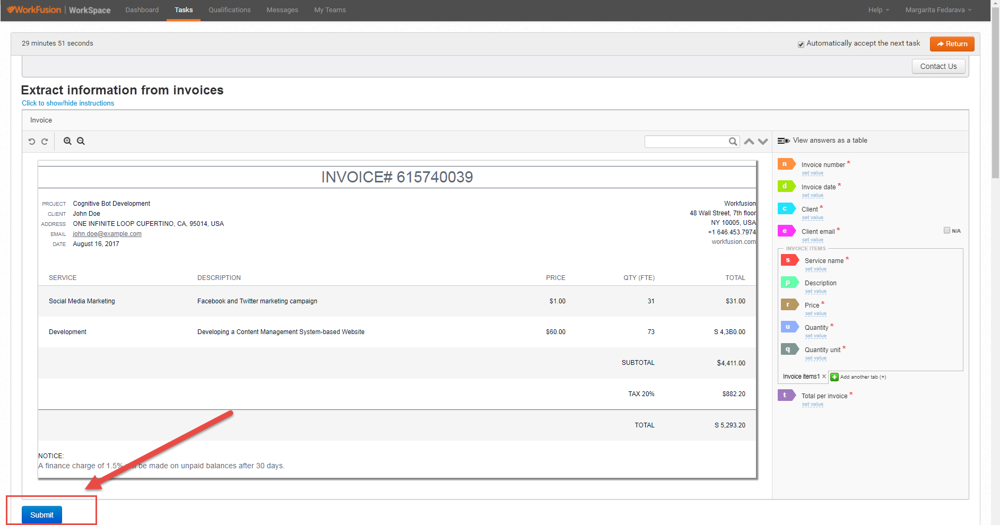 WorkFusion | WorkSpace Dashboard Tasks Qualifications Messages My Teams Help Margarita Fedarava
29 minutes 51 seconds Automatically accept the next task Return
Contact Us
Extract information from invoices
Click to show/hide instructions
Invoice
View answers as a table
INVOICE# 615740039
PROJECT Cognitive Bot Development
CLIENT John Doe
ADDRESS ONE INFINITE LOOP CUPERTINO, CA, 95014, USA
EMAIL john.doe@example.com
DATE August 16, 2017
Workfusion
48 Wall Street, 7th floor
NY 10005, USA
+1 646.453.7974
workfusion.com
SERVICE DESCRIPTION PRICE QTY (FTE) TOTAL
Social Media Marketing Facebook and Twitter marketing campaign $1.00 31 $31.00
Development Developing a Content Management System-based Website $60.00 73 S 4,3B0.00
SUBTOTAL $4,411.00
TAX 20% $882.20
TOTAL S 5,293.20
NOTICE:
A finance charge of 1.5% be made on unpaid balances after 30 days.
n Invoice number *
set value
d Invoice date *
set value
c Client *
set value
e Client email * N/A
set value
INVOICE ITEMS
s Service name *
set value
p Description
set value
r Price *
set value
u Quantity *
set value
q Quantity unit *
set value
Invoice items1 × Add another tab (+)
t Total per invoice *
set value
Submit